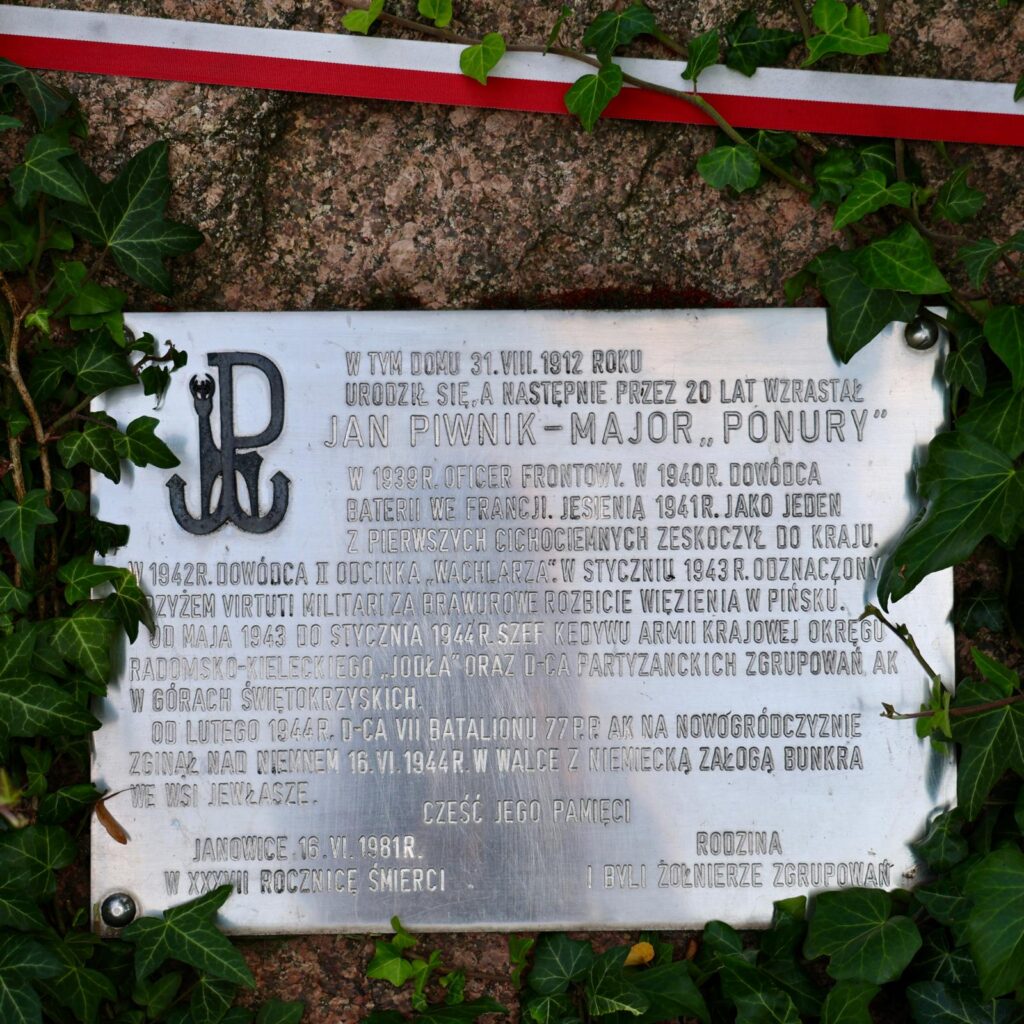 W TYM DOMU 31.VIII.1912 ROKU
URODZIŁ SIĘ, A NASTĘPNIE PRZEZ 20 LAT WZRASTAŁ
JAN PIWNIK – MAJOR „PONURY"
W 1939 R. OFICER FRONTOWY. W 1940 R. DOWÓDCA
BATERII WE FRANCJI. JESIENIĄ 1941 R. JAKO JEDEN
Z PIERWSZYCH CICHOCIEMNYCH ZESKOCZYŁ DO KRAJU.
W 1942 R. DOWÓDCA II ODCINKA „WACHLARZA". W STYCZNIU 1943 R. ODZNACZONY
RZYŻEM VIRTUTI MILITARI ZA BRAWUROWE ROZBICIE WIĘZIENIA W PIŃSKU.
OD MAJA 1943 DO STYCZNIA 1944 R. SZEF KEDYWU ARMII KRAJOWEJ OKRĘGU
RADOMSKO-KIELECKIEGO „JODŁA" ORAZ D-CA PARTYZANCKICH ZGRUPOWAŃ AK
W GÓRACH ŚWIĘTOKRZYSKICH.
OD LUTEGO 1944 R. D-CA VII BATALIONU 77 P.P. AK NA NOWOGRÓDCZYZNIE
ZGINĄŁ NAD NIEMNEM 16.VI.1944 R. W WALCE Z NIEMIECKĄ ZAŁOGĄ BUNKRA
WE WSI JEWŁASZE.
CZEŚĆ JEGO PAMIĘCI
JANOWICE. 16.VI.1981 R.
W XXXVII ROCZNICĘ ŚMIERCI
RODZINA
I BYLI ŻOŁNIERZE ZGRUPOWAŃ